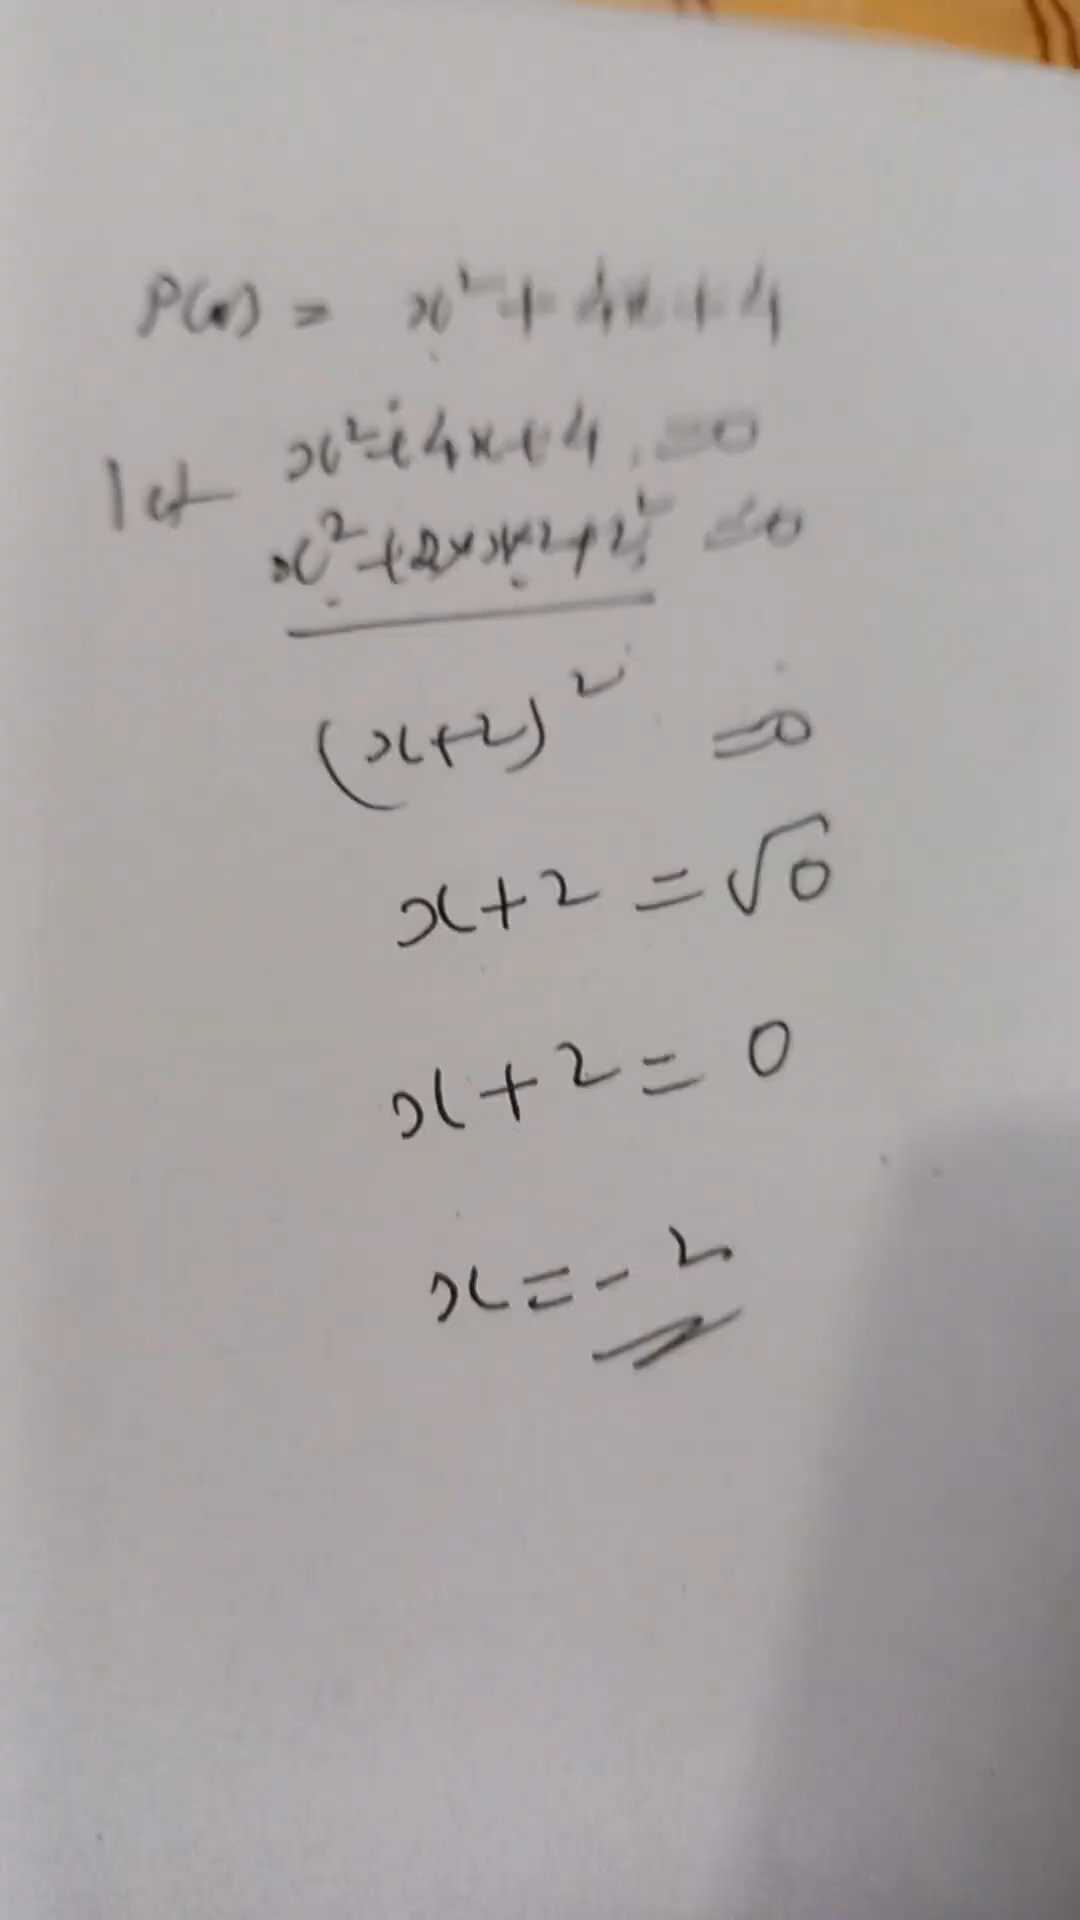 P(x) = x² + 4x + 4
let x² + 4x + 4 = 0
x² + 2 × x × 2 + 2² = 0
(x+2)² = 0
x + 2 = √0
x + 2 = 0
x = - 2